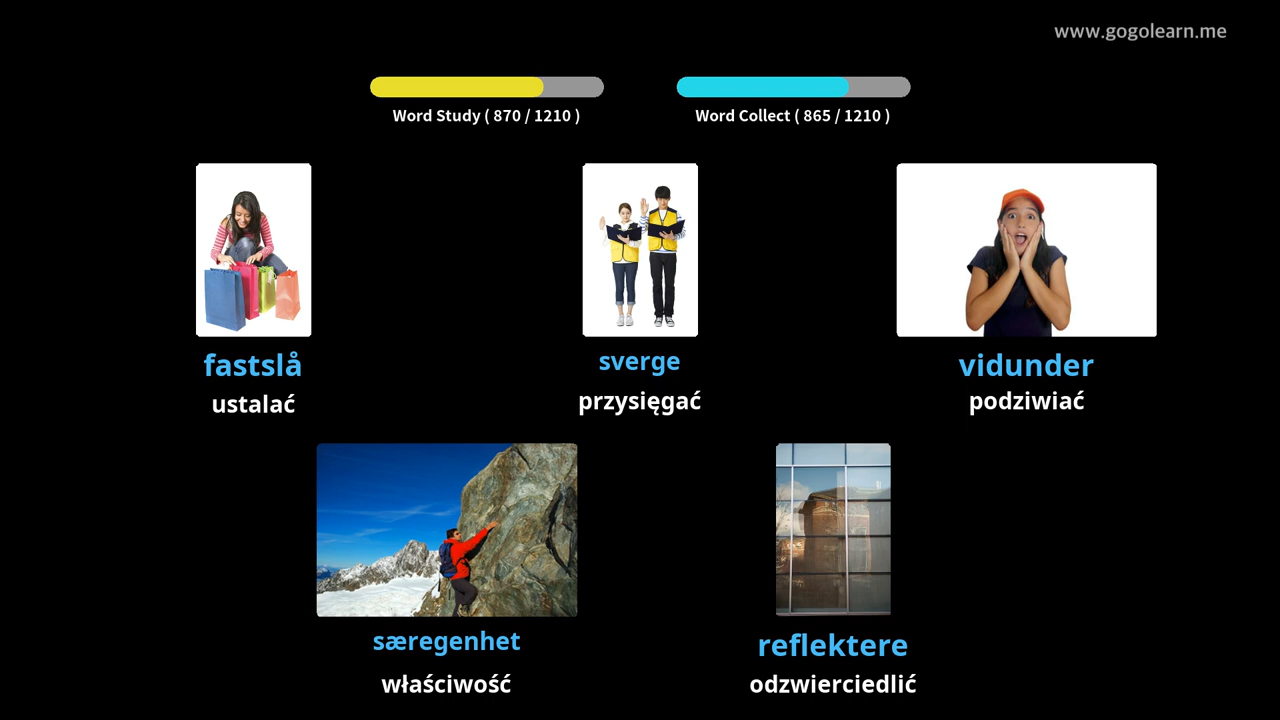 www.gogolearn.me
Word Study ( 870 / 1210 )
Word Collect ( 865 / 1210 )
fastslå
ustalać
sverge
przysięgać
vidunder
podziwiać
særegenhet
właściwość
reflektere
odzwierciedlić